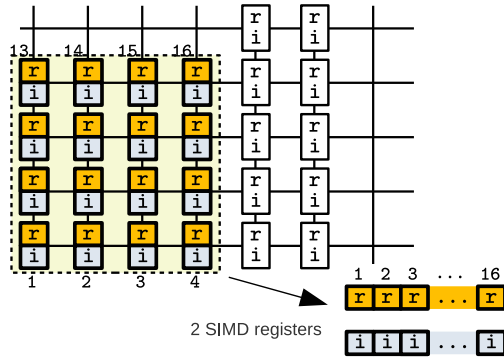 r r
i i
13 14 15 16
r r r r r r
i i i i i i
r r r r r r
i i i i i i
r r r r r r
i i i i i i
r r r r r r
i i i i i i
1 2 3 4
1 2 3 ... 16
r r r ... r
2 SIMD registers
i i i ... i